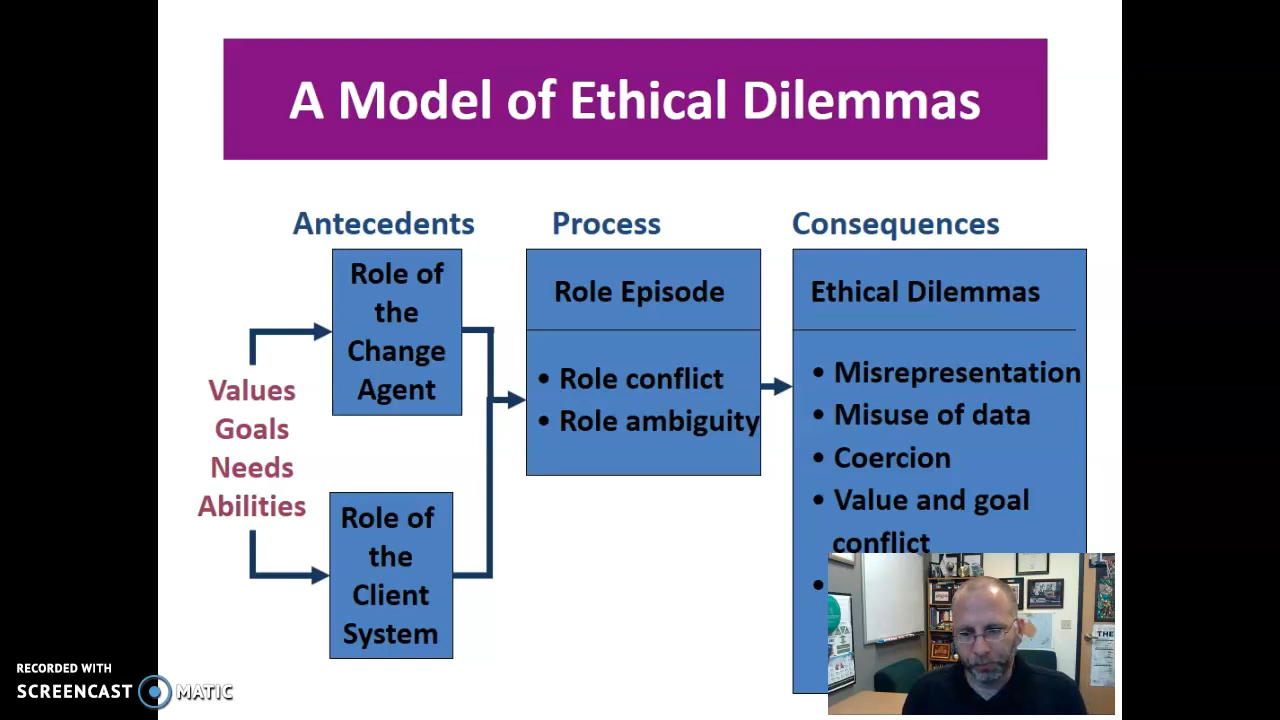 A Model of Ethical Dilemmas
Antecedents
Process
Consequences
Role of
the
Change
Agent
Role Episode
Ethical Dilemmas
• Role conflict
• Role ambiguity
• Misrepresentation
• Misuse of data
• Coercion
• Value and goal
conflict
•
Values
Goals
Needs
Abilities
Role of
the
Client
System
THE
RECORDED WITH
SCREENCAST MATIC